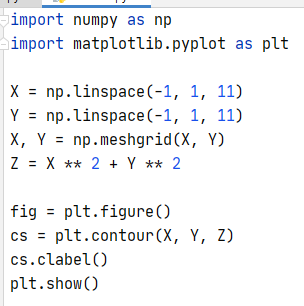 import numpy as np
import matplotlib.pyplot as plt
X = np.linspace(-1, 1, 11)
Y = np.linspace(-1, 1, 11)
X, Y = np.meshgrid(X, Y)
Z = X ** 2 + Y ** 2
fig = plt.figure()
cs = plt.contour(X, Y, Z)
cs.clabel()
plt.show()